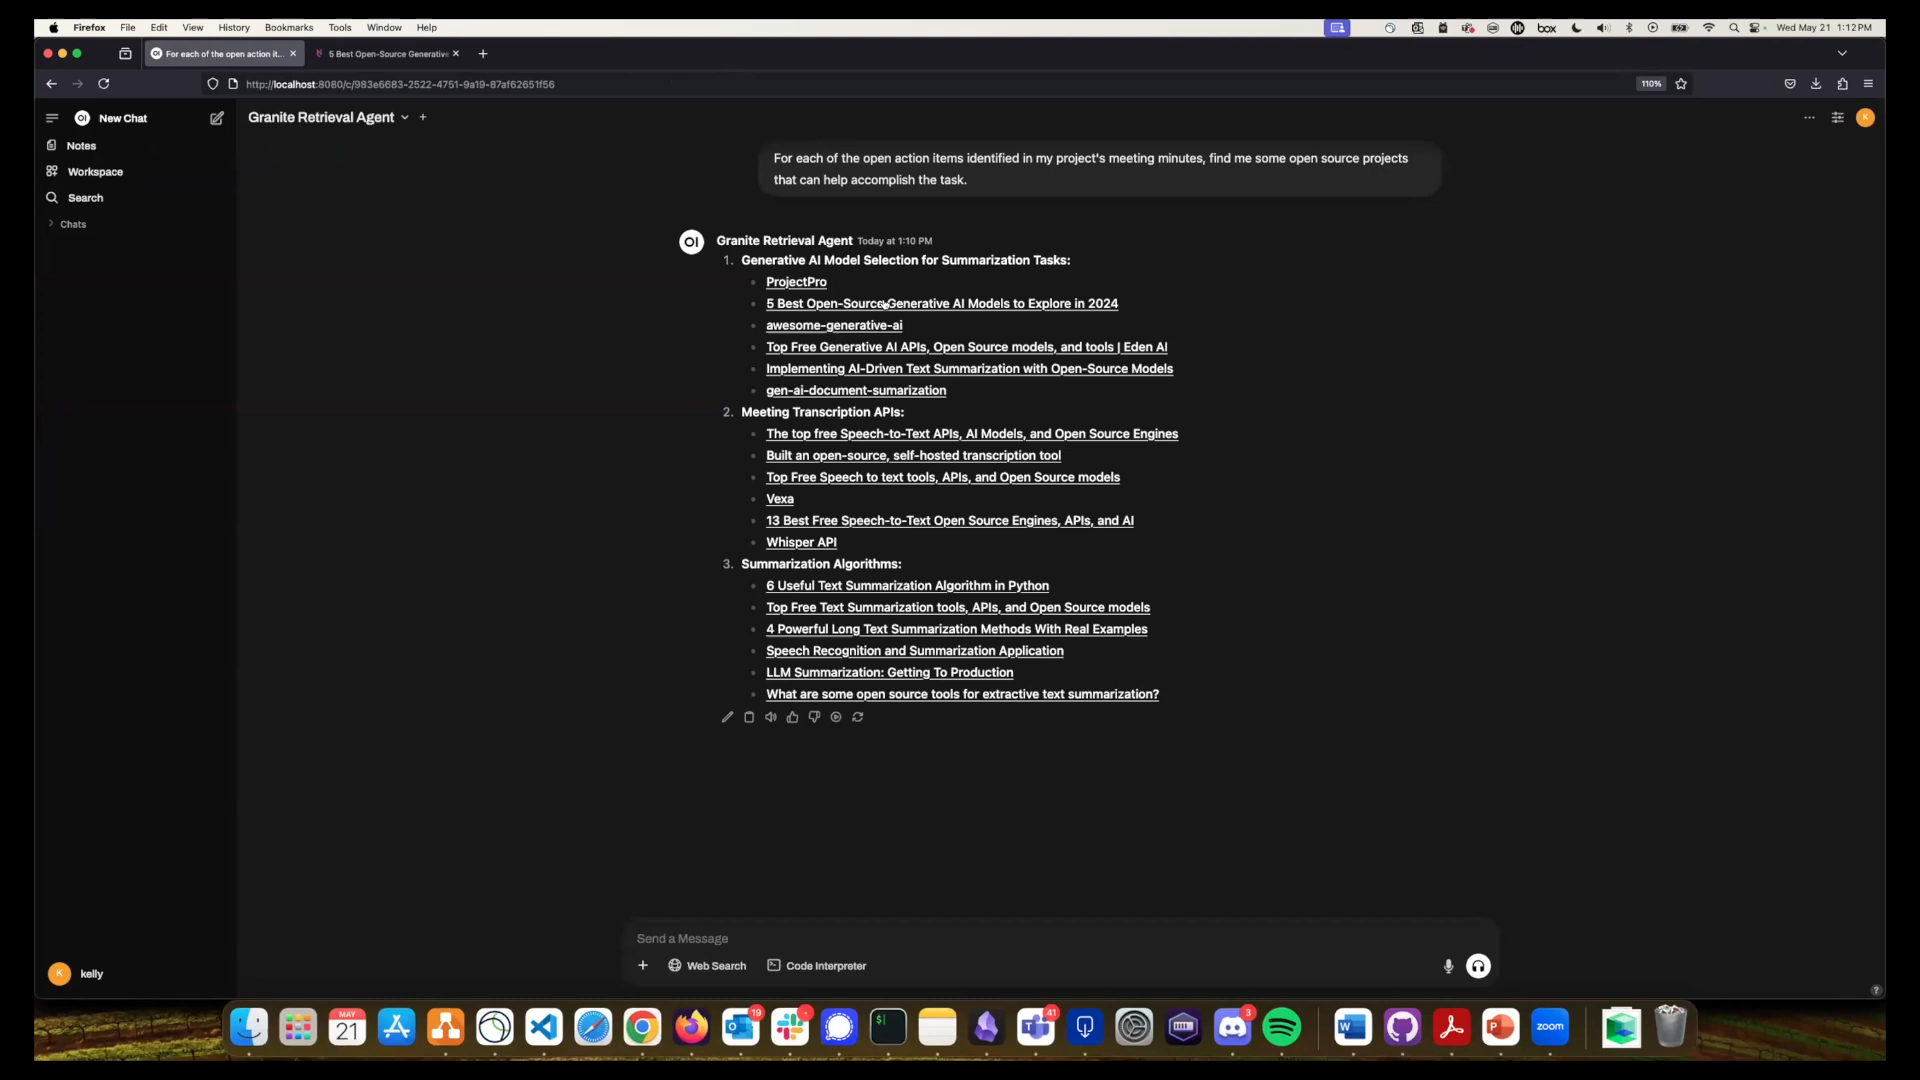 Firefox File Edit View History Bookmarks Tools Window Help box Wed May 21 1:12 PM
OI For each of the open action it... 5 Best Open-Source Generative
http://localhost:8080/c/983e6683-2522-4751-9a19-87af62651f56 110%
OI New Chat
Granite Retrieval Agent
K
Notes
Workspace
Search
Chats
For each of the open action items identified in my project's meeting minutes, find me some open source projects
that can help accomplish the task.
OI Granite Retrieval Agent Today at 1:10 PM
1. Generative AI Model Selection for Summarization Tasks:
ProjectPro
5 Best Open-Source Generative AI Models to Explore in 2024
awesome-generative-ai
Top Free Generative AI APIs, Open Source models, and tools | Eden AI
Implementing AI-Driven Text Summarization with Open-Source Models
gen-ai-document-sumarization
2. Meeting Transcription APIs:
The top free Speech-to-Text APIs, AI Models, and Open Source Engines
Built an open-source, self-hosted transcription tool
Top Free Speech to text tools, APIs, and Open Source models
Vexa
13 Best Free Speech-to-Text Open Source Engines, APIs, and AI
Whisper API
3. Summarization Algorithms:
6 Useful Text Summarization Algorithm in Python
Top Free Text Summarization tools, APIs, and Open Source models
4 Powerful Long Text Summarization Methods With Real Examples
Speech Recognition and Summarization Application
LLM Summarization: Getting To Production
What are some open source tools for extractive text summarization?
Send a Message
+ Web Search Code Interpreter
K kelly
?
MAY
21
19
$
41
3
W
P
zoom